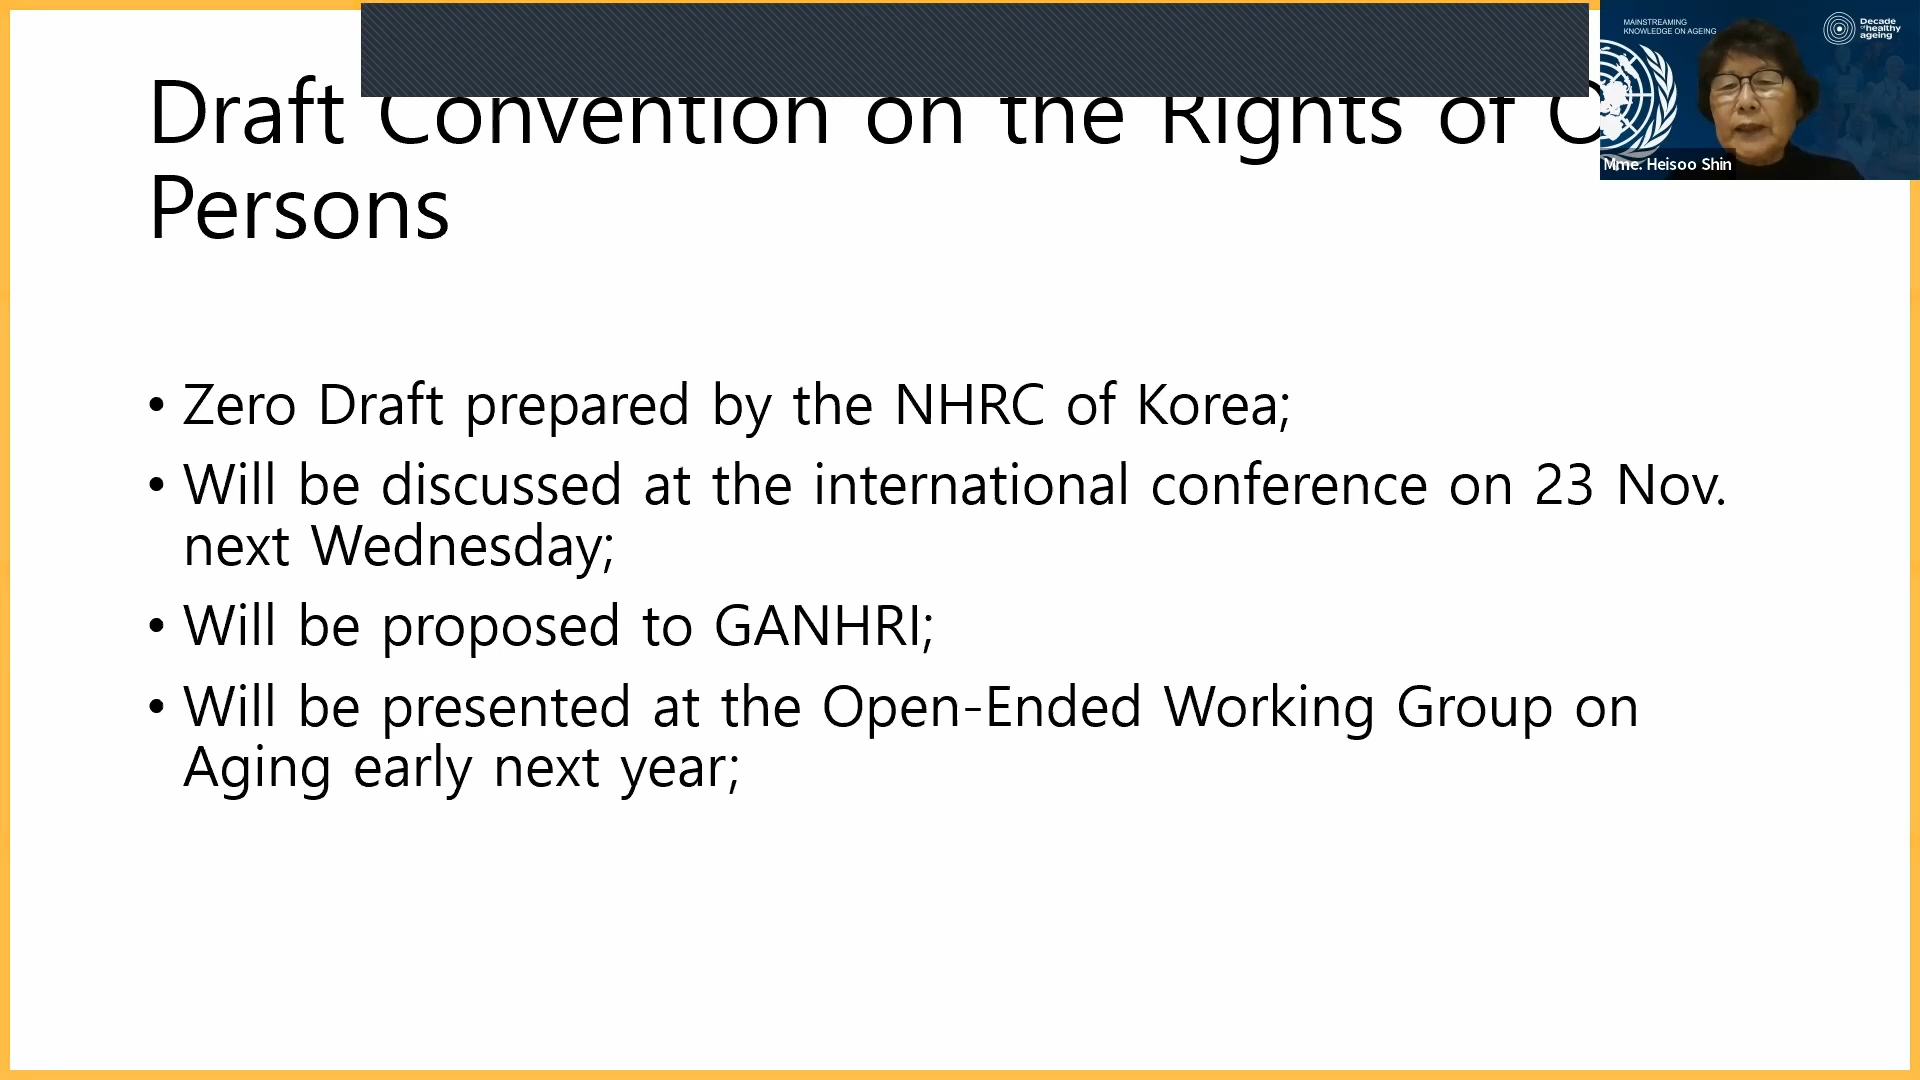 Draft Convention on the Rights of
Persons
• Zero Draft prepared by the NHRC of Korea;
• Will be discussed at the international conference on 23 Nov.
next Wednesday;
• Will be proposed to GANHRI;
• Will be presented at the Open-Ended Working Group on
Aging early next year;
MAINSTREAMING
KNOWLEDGE ON AGEING
Decade
of healthy
ageing
Mme. Heisoo Shin